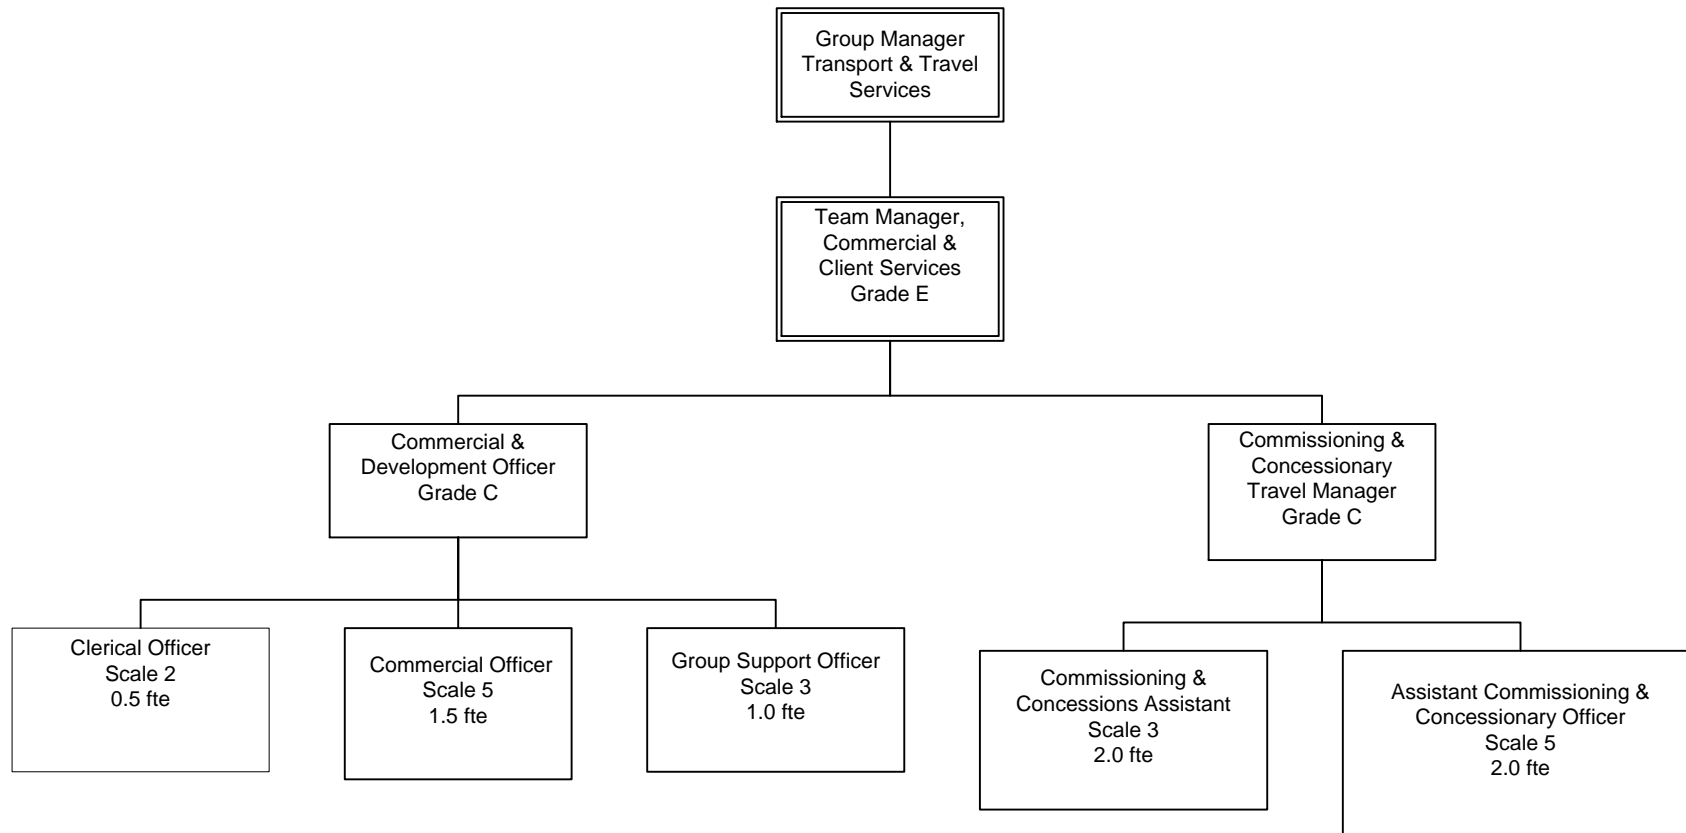 Group Manager
Transport & Travel
Services
Team Manager,
Commercial &
Client Services
Grade E
Commercial &
Development Officer
Grade C
Commissioning &
Concessionary
Travel Manager
Grade C
Clerical Officer
Scale 2
0.5 fte
Commercial Officer
Scale 5
1.5 fte
Group Support Officer
Scale 3
1.0 fte
Commissioning &
Concessions Assistant
Scale 3
2.0 fte
Assistant Commissioning &
Concessionary Officer
Scale 5
2.0 fte